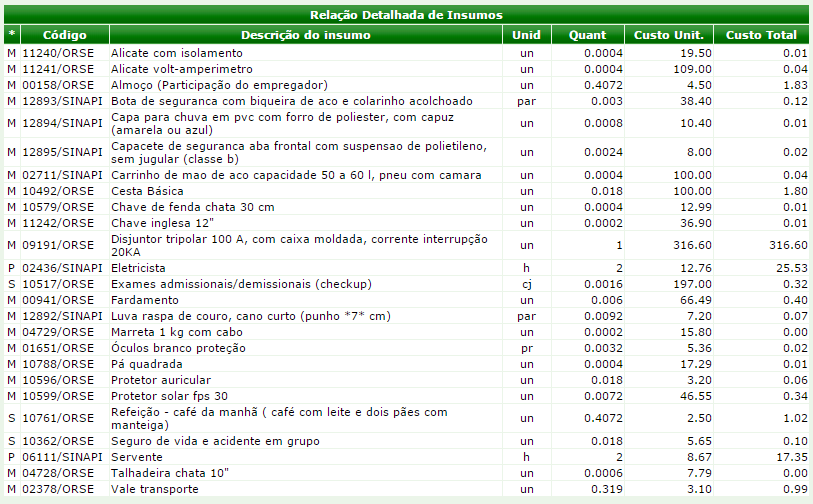 Relação Detalhada de Insumos
* Código Descrição do insumo Unid Quant Custo Unit. Custo Total
M 11240/ORSE Alicate com isolamento un 0.0004 19.50 0.01
M 11241/ORSE Alicate volt-amperimetro un 0.0004 109.00 0.04
M 00158/ORSE Almoço (Participação do empregador) un 0.4072 4.50 1.83
M 12893/SINAPI Bota de seguranca com biqueira de aco e colarinho acolchoado par 0.003 38.40 0.12
M 12894/SINAPI Capa para chuva em pvc com forro de poliester, com capuz un 0.0008 10.40 0.01
(amarela ou azul)
M 12895/SINAPI Capacete de seguranca aba frontal com suspensao de polietileno, un 0.0024 8.00 0.02
sem jugular (classe b)
M 02711/SINAPI Carrinho de mao de aco capacidade 50 a 60 l, pneu com camara un 0.0004 100.00 0.04
M 10492/ORSE Cesta Básica un 0.018 100.00 1.80
M 10579/ORSE Chave de fenda chata 30 cm un 0.0004 12.99 0.01
M 11242/ORSE Chave inglesa 12" un 0.0002 36.90 0.01
M 09191/ORSE Disjuntor tripolar 100 A, com caixa moldada, corrente interrupção un 1 316.60 316.60
20KA
P 02436/SINAPI Eletricista h 2 12.76 25.53
S 10517/ORSE Exames admissionais/demissionais (checkup) cj 0.0016 197.00 0.32
M 00941/ORSE Fardamento un 0.006 66.49 0.40
M 12892/SINAPI Luva raspa de couro, cano curto (punho *7* cm) par 0.0092 7.20 0.07
M 04729/ORSE Marreta 1 kg com cabo un 0.0002 15.80 0.00
M 01651/ORSE Óculos branco proteção pr 0.0032 5.36 0.02
M 10788/ORSE Pá quadrada un 0.0004 17.29 0.01
M 10596/ORSE Protetor auricular un 0.018 3.20 0.06
M 10599/ORSE Protetor solar fps 30 un 0.0072 46.55 0.34
S 10761/ORSE Refeição - café da manhã ( café com leite e dois pães com un 0.4072 2.50 1.02
manteiga)
S 10362/ORSE Seguro de vida e acidente em grupo un 0.018 5.65 0.10
P 06111/SINAPI Servente h 2 8.67 17.35
M 04728/ORSE Talhadeira chata 10" un 0.0006 7.79 0.00
M 02378/ORSE Vale transporte un 0.319 3.10 0.99